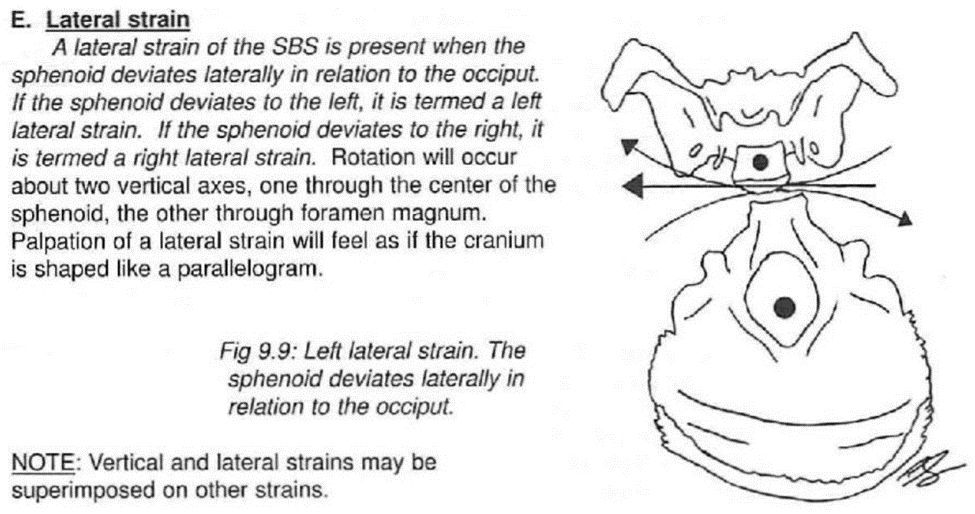 E. Lateral strain
A lateral strain of the SBS is present when the
sphenoid deviates laterally in relation to the occiput.
If the sphenoid deviates to the left, it is termed a left
lateral strain. If the sphenoid deviates to the right, it
is termed a right lateral strain. Rotation will occur
about two vertical axes, one through the center of the
sphenoid, the other through foramen magnum.
Palpation of a lateral strain will feel as if the cranium
is shaped like a parallelogram.
Fig 9.9: Left lateral strain. The
sphenoid deviates laterally in
relation to the occiput.
NOTE: Vertical and lateral strains may be
superimposed on other strains.